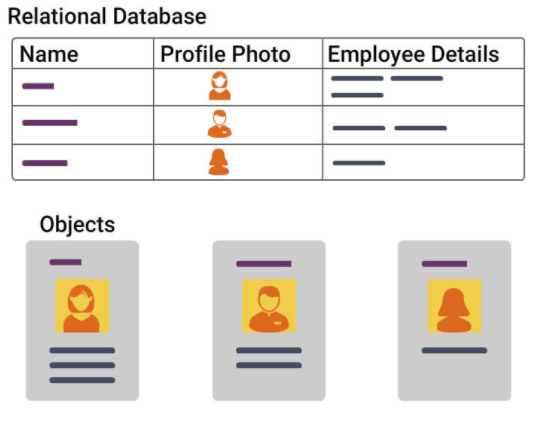 Relational Database
Name Profile Photo Employee Details
Objects